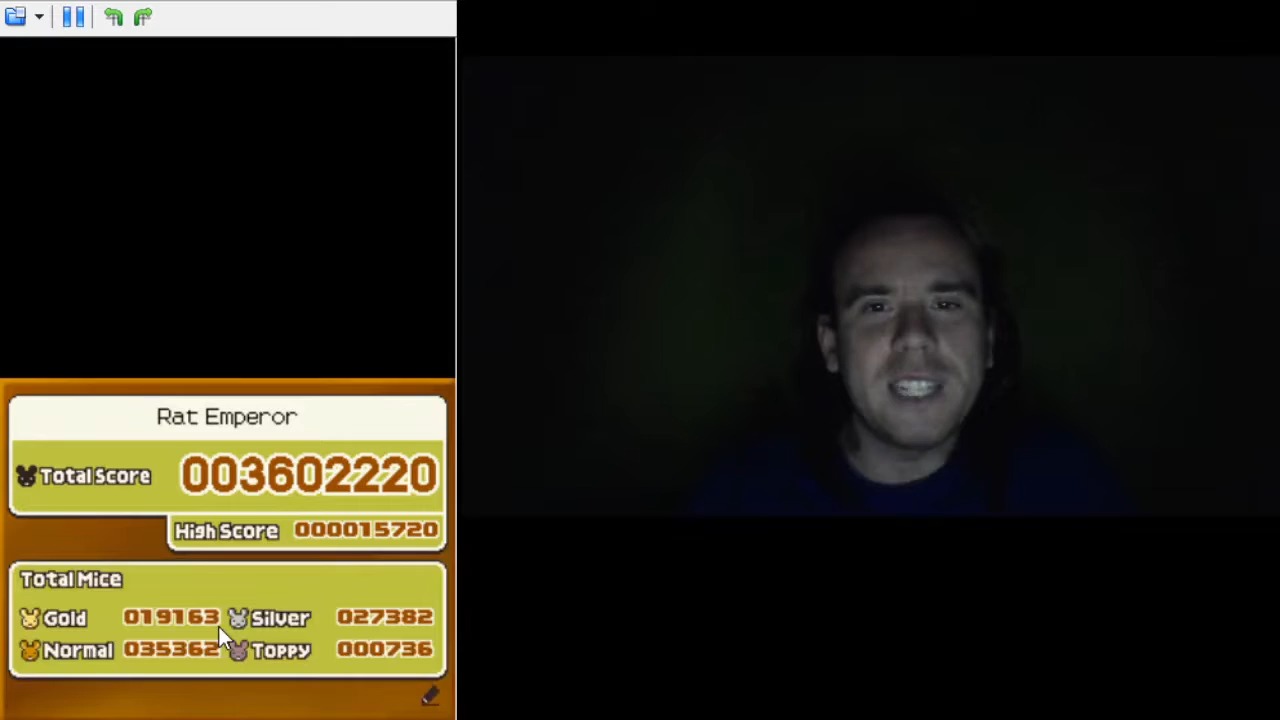 Rat Emperor
Total Score 003602220
High Score 000015720
Total Mice
Gold 019163 Silver 027382
Normal 035362 Toppy 000736